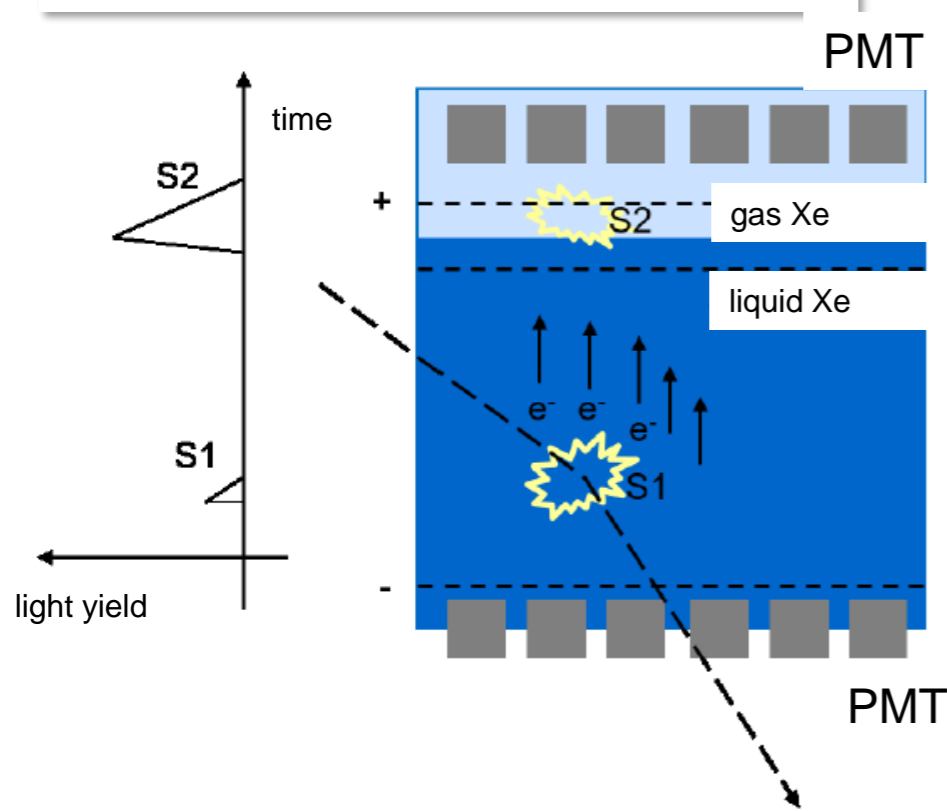 PMT
time
S2
+
S2
gas Xe
liquid Xe
e-
e-
e-
S1
S1
-
light yield
PMT